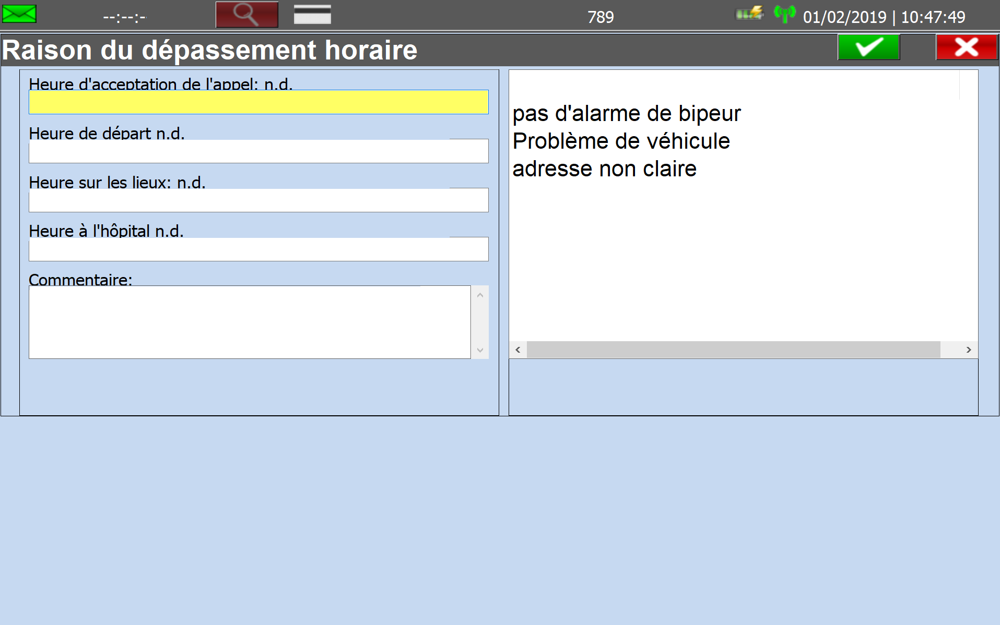 --:--:-
789
01/02/2019 | 10:47:49
Raison du dépassement horaire
Heure d'acceptation de l'appel: n.d.
Heure de départ n.d.
Heure sur les lieux: n.d.
Heure à l'hôpital n.d.
Commentaire:
pas d'alarme de bipeur
Problème de véhicule
adresse non claire